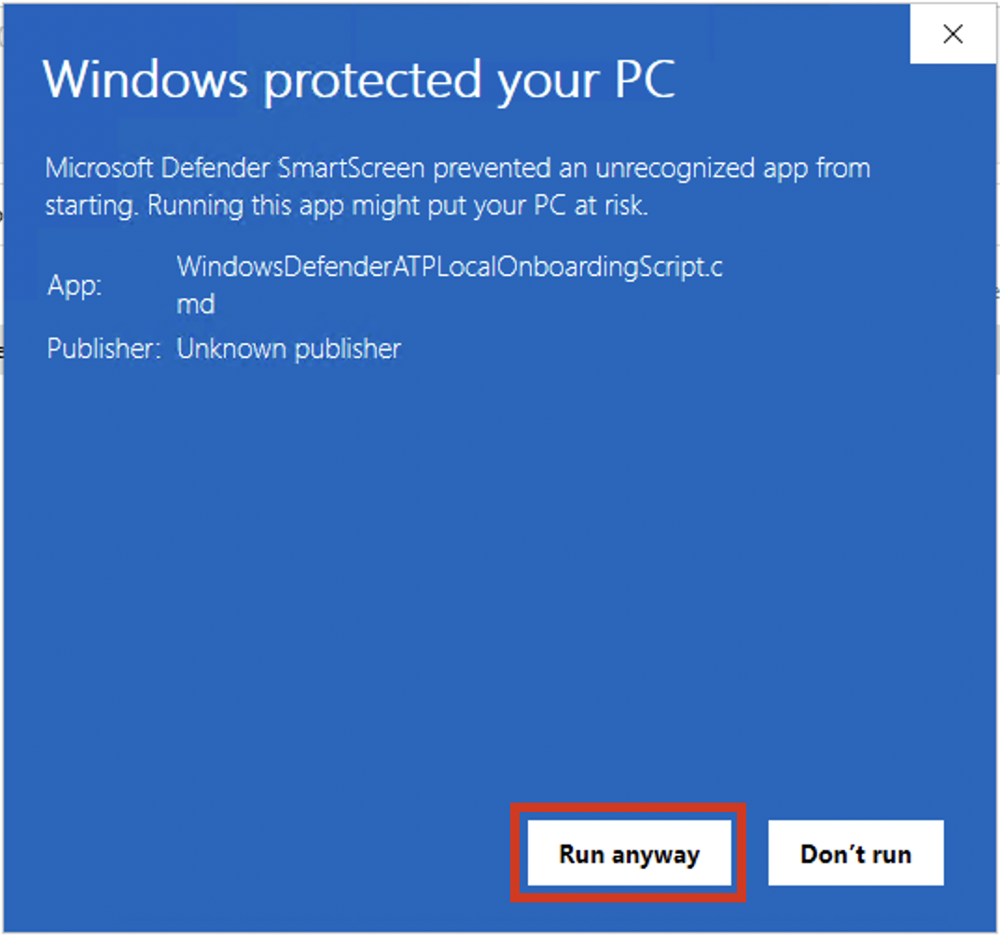 Windows protected your PC
Microsoft Defender SmartScreen prevented an unrecognized app from
starting. Running this app might put your PC at risk.
App: WindowsDefenderATPLocalOnboardingScript.c
md
Publisher: Unknown publisher
Run anyway Don’t run